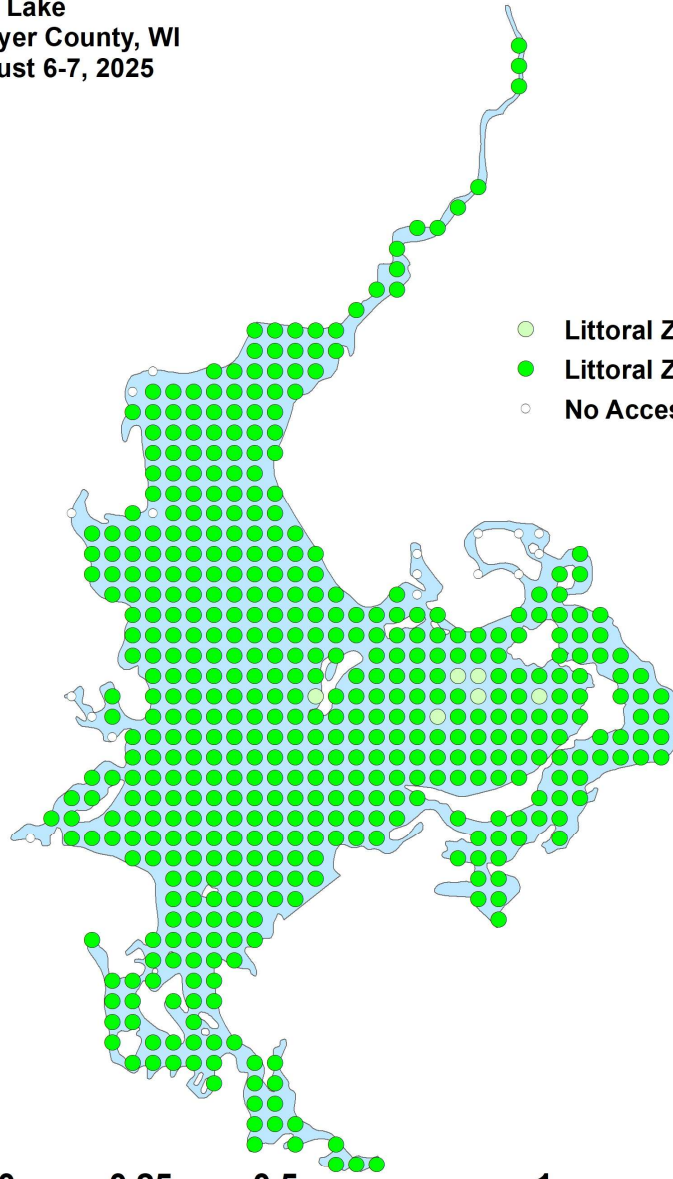 Lake
yer County, WI
ust 6-7, 2025
Littoral Z
Littoral Z
No Acces
0.25 0.5 1